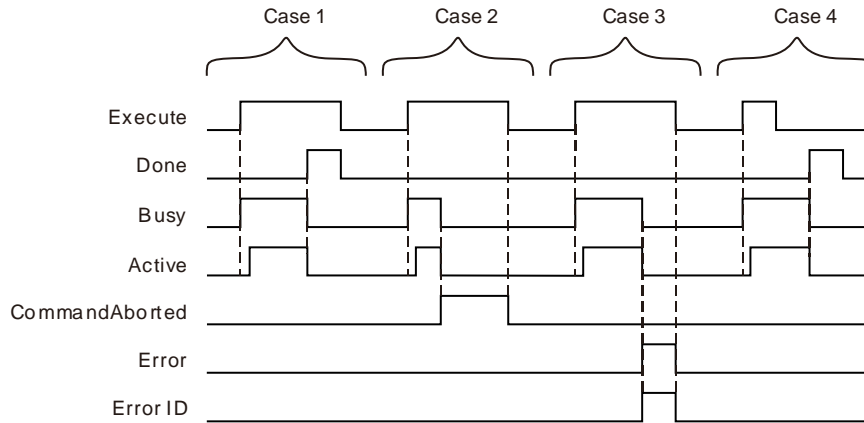 Case 1
Case 2
Case 3
Case 4
Execute
Done
Busy
Active
CommandAborted
Error
Error ID